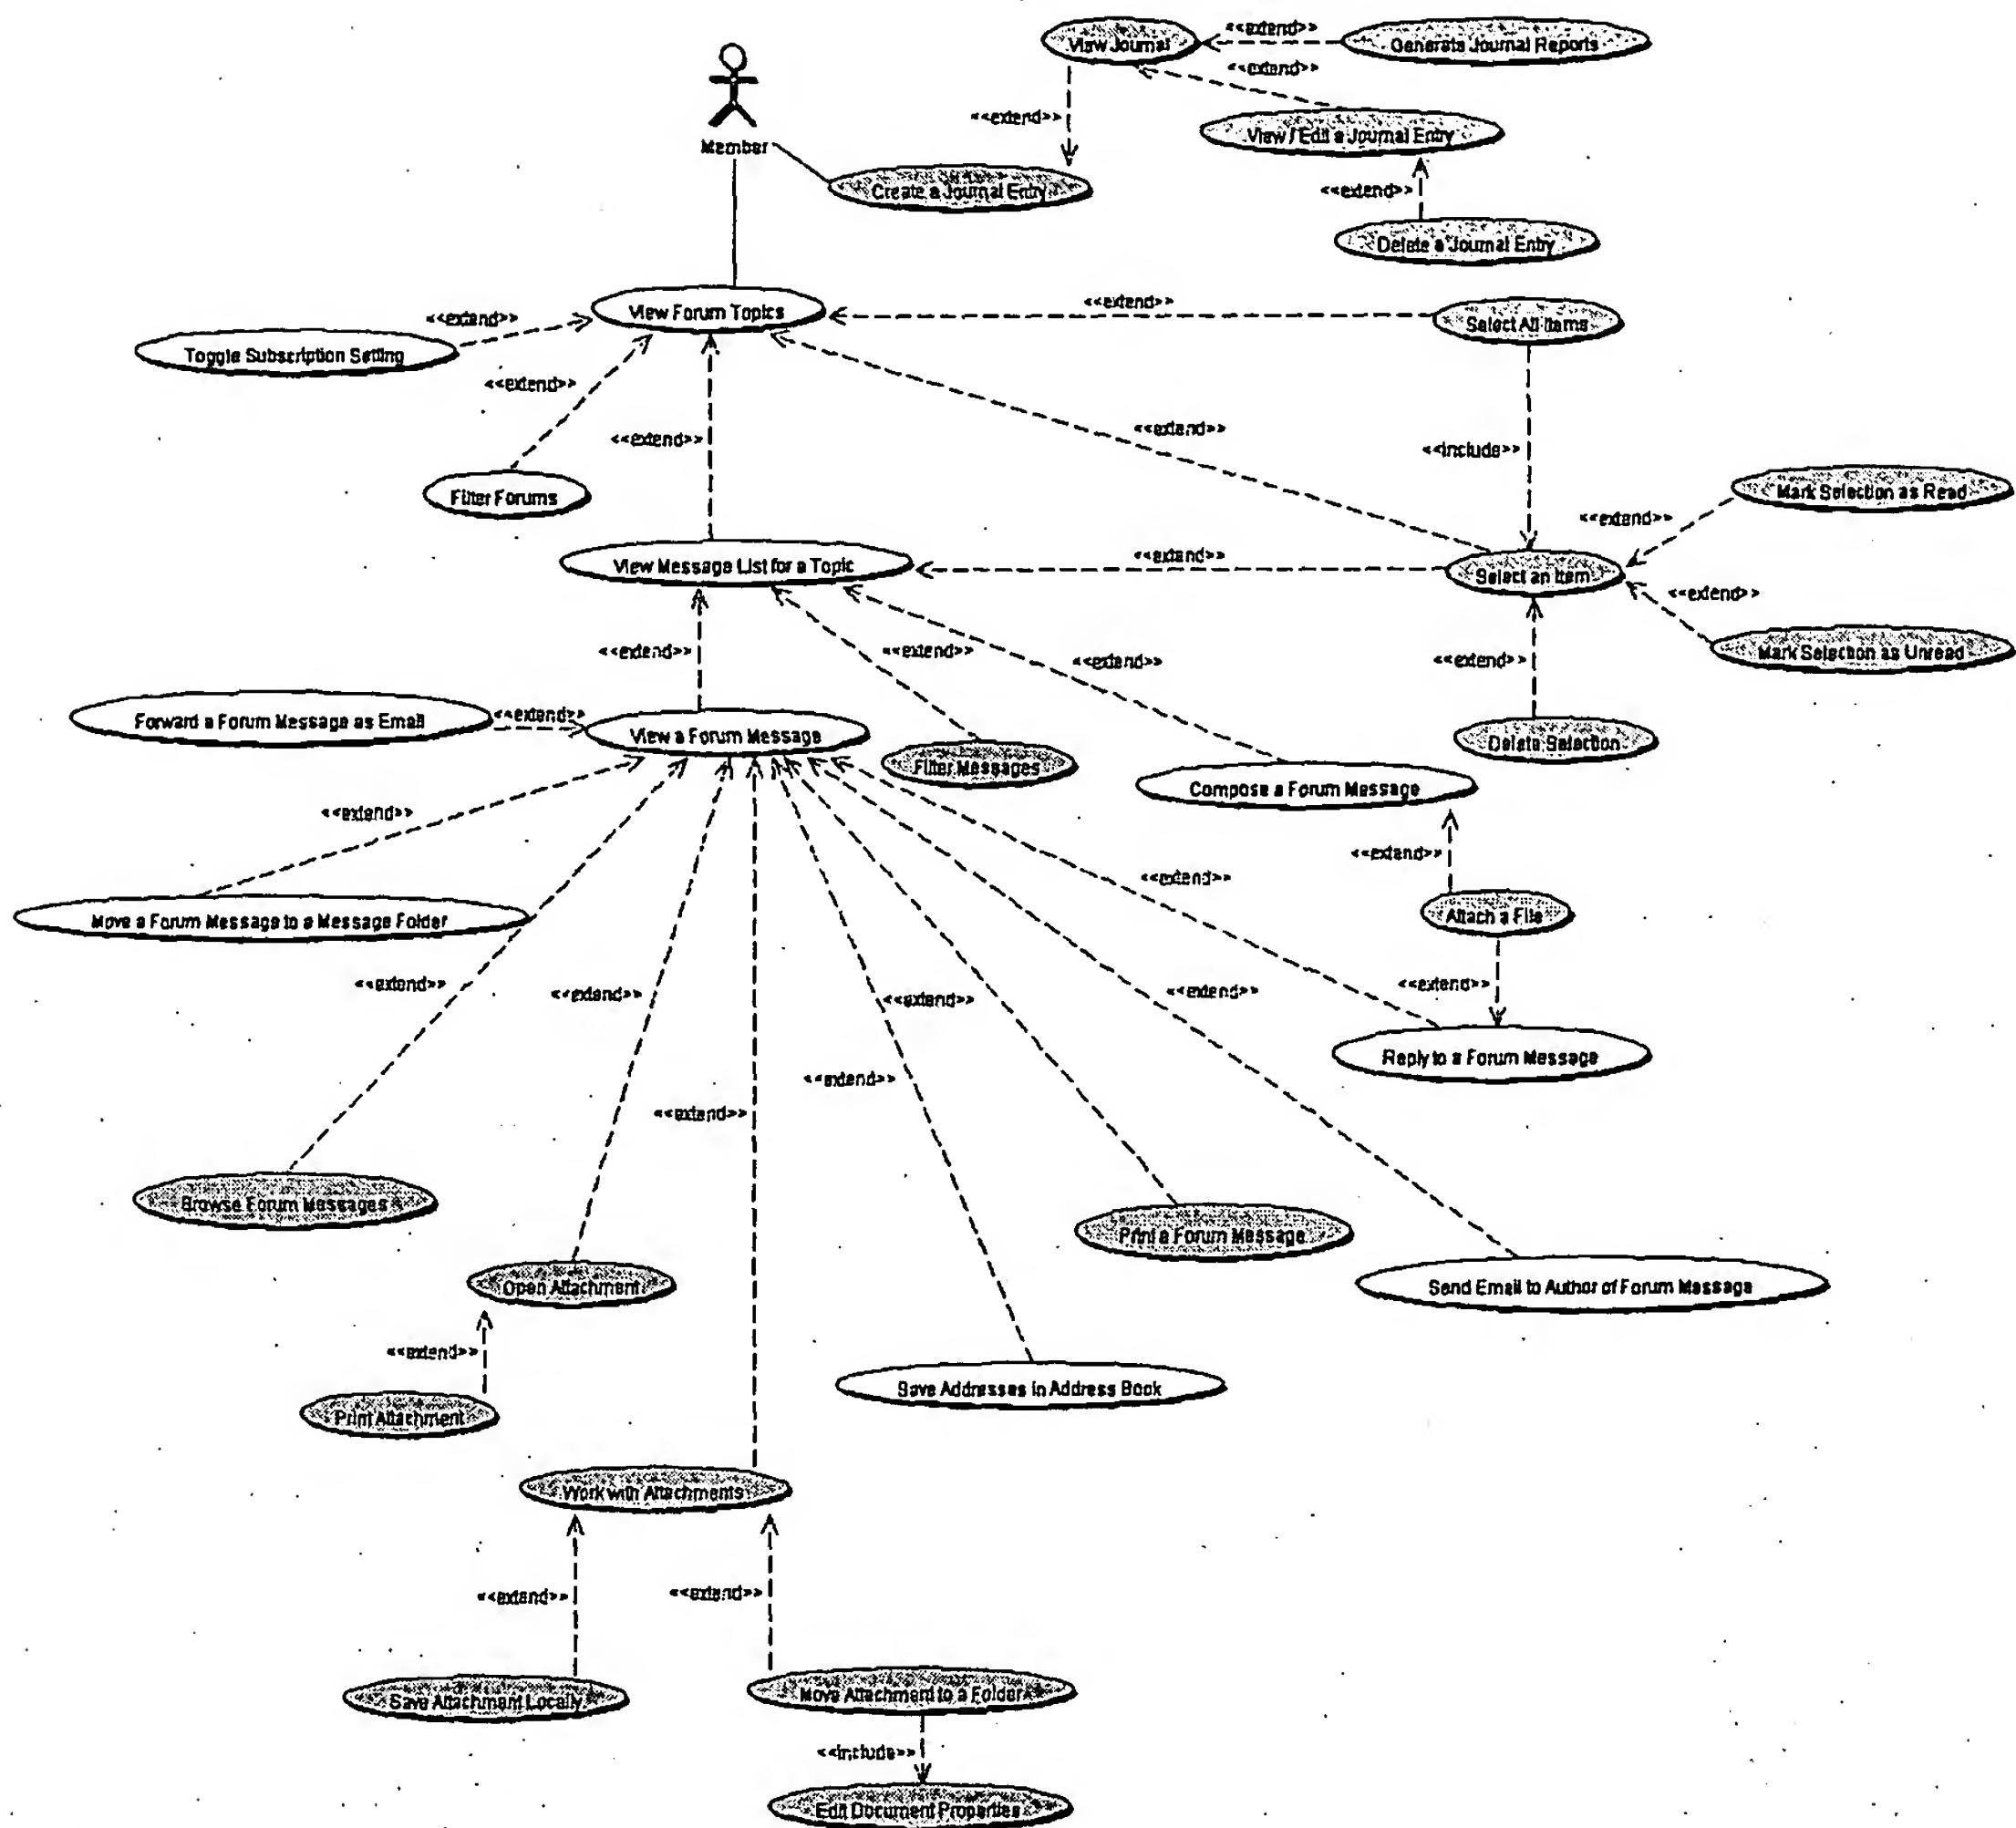 View Journal
<<extend>>
Generate Journal Reports
<<extend>>
<<extend>>
View / Edit a Journal Entry
Member
Create a Journal Entry
<<extend>>
Delete a Journal Entry
View Forum Topics
<<extend>>
Select All Items
<<extend>>
Toggle Subscription Setting
<<extend>>
<<extend>>
<<extend>>
<<include>>
Filter Forums
Mark Selection as Read
<<extend>>
View Message List for a Topic
<<extend>>
Select an Item
<<extend>>
<<extend>>
<<extend>>
<<extend>>
<<extend>>
Mark Selection as Unread
Forward a Forum Message as Email
<<extend>>
View a Forum Message
Filter Messages
Delete Selection
Compose a Forum Message
<<extend>>
<<extend>>
<<extend>>
Move a Forum Message to a Message Folder
Attach a File
<<extend>>
<<extend>>
<<extend>>
<<extend>>
<<extend>>
Reply to a Forum Message
<<extend>>
<<extend>>
Browse Forum Messages
Print a Forum Message
Open Attachment
Send Email to Author of Forum Message
<<extend>>
Save Addresses in Address Book
Print Attachment
Work with Attachments
<<extend>>
<<extend>>
Save Attachment Locally
Move Attachment to a Folder
<<include>>
Edit Document Properties